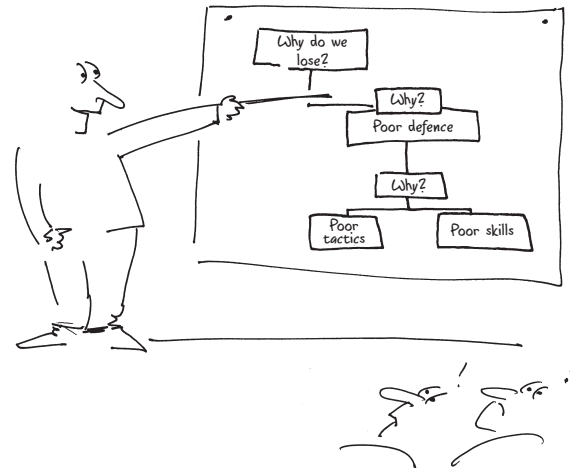 Why do we
lose?
Why?
Poor defence
Why?
Poor
tactics
Poor skills
!